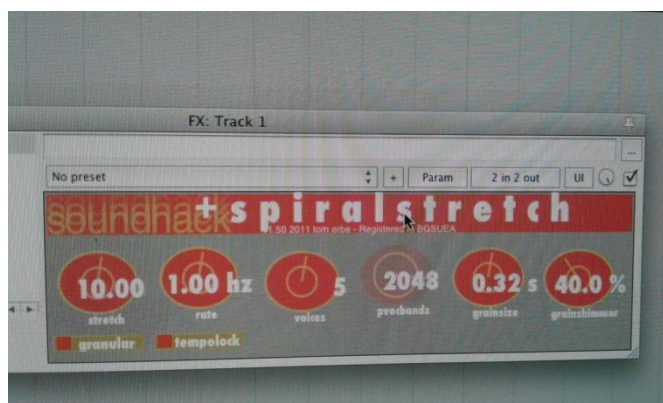 FX: Track 1
...
No preset + Param 2 in 2 out UI
soundhack +spiralstretch
1.50 2011 tom erbe - Registered BGSUEA
10.00 1.00 hz 5 2048 0.32 s 40.0 %
stretch rate voices pvocbands grainsize grainshimmer
granular tempolock